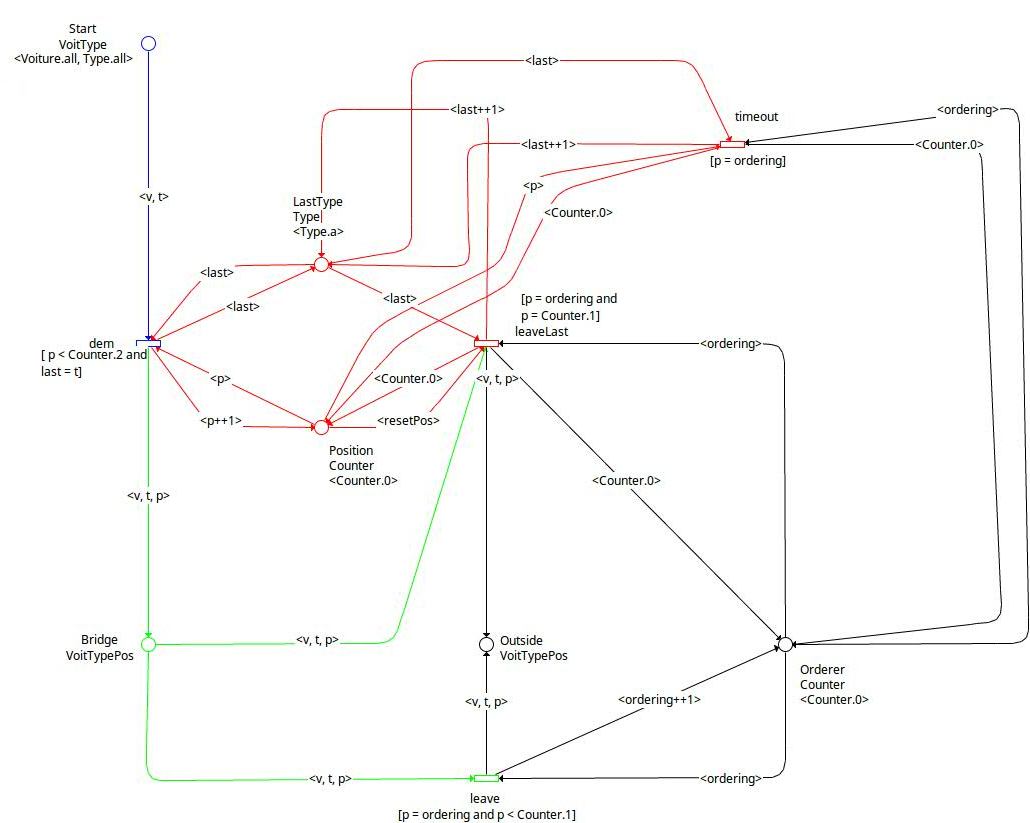 Start
VoitType
<Voiture.all, Type.all>
<last>
<last++1>
timeout
<ordering>
<last++1>
<Counter.0>
[p = ordering]
<p>
<v, t>
LastType
Type
<Type.a>
<Counter.0>
<last>
<last>
<last>
[p = ordering and
p = Counter.1]
leaveLast
dem
[ p < Counter.2 and
last = t]
<ordering>
<p>
<Counter.0>
<v, t, p>
<p++1>
<resetPos>
Position
Counter
<Counter.0>
<Counter.0>
<v, t, p>
Bridge
VoitTypePos
<v, t, p>
Outside
VoitTypePos
Orderer
Counter
<Counter.0>
<v, t, p>
<ordering++1>
<v, t, p>
<ordering>
leave
[p = ordering and p < Counter.1]